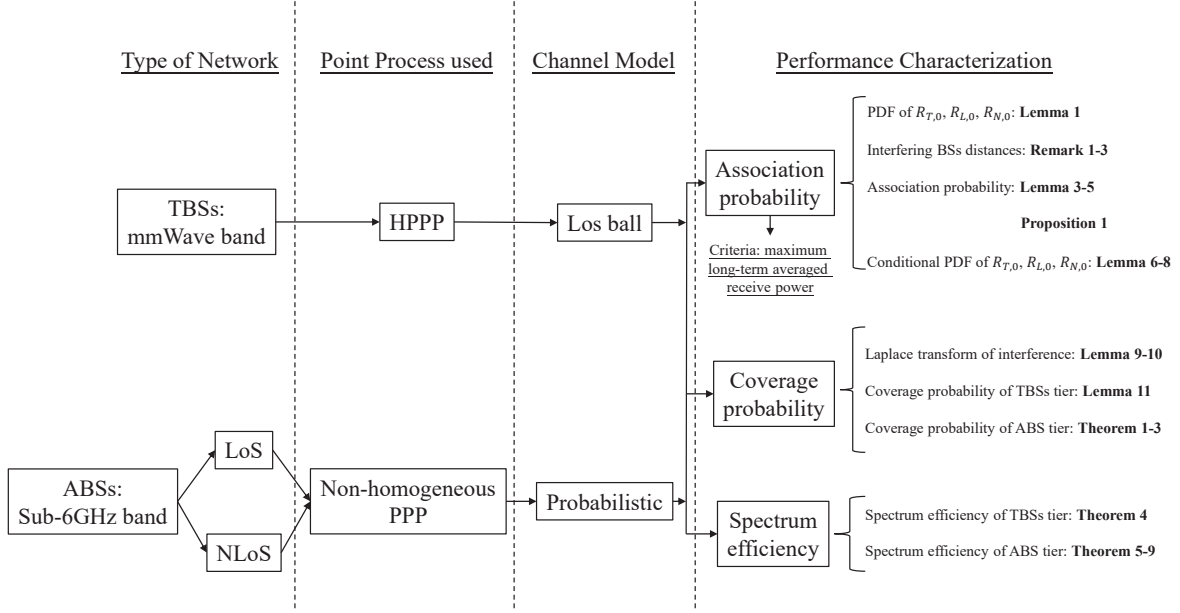 Type of Network
Point Process used
Channel Model
Performance Characterization
TBSs:
mmWave band
HPPP
Los ball
Association
probability
Criteria: maximum
long-term averaged
receive power
PDF of R_{T,0}, R_{L,0}, R_{N,0}: Lemma 1
Interfering BSs distances: Remark 1-3
Association probability: Lemma 3-5
Proposition 1
Conditional PDF of R_{T,0}, R_{L,0}, R_{N,0}: Lemma 6-8
Coverage
probability
Laplace transform of interference: Lemma 9-10
Coverage probability of TBSs tier: Lemma 11
Coverage probability of ABS tier: Theorem 1-3
ABSs:
Sub-6GHz band
LoS
NLoS
Non-homogeneous
PPP
Probabilistic
Spectrum
efficiency
Spectrum efficiency of TBSs tier: Theorem 4
Spectrum efficiency of ABS tier: Theorem 5-9